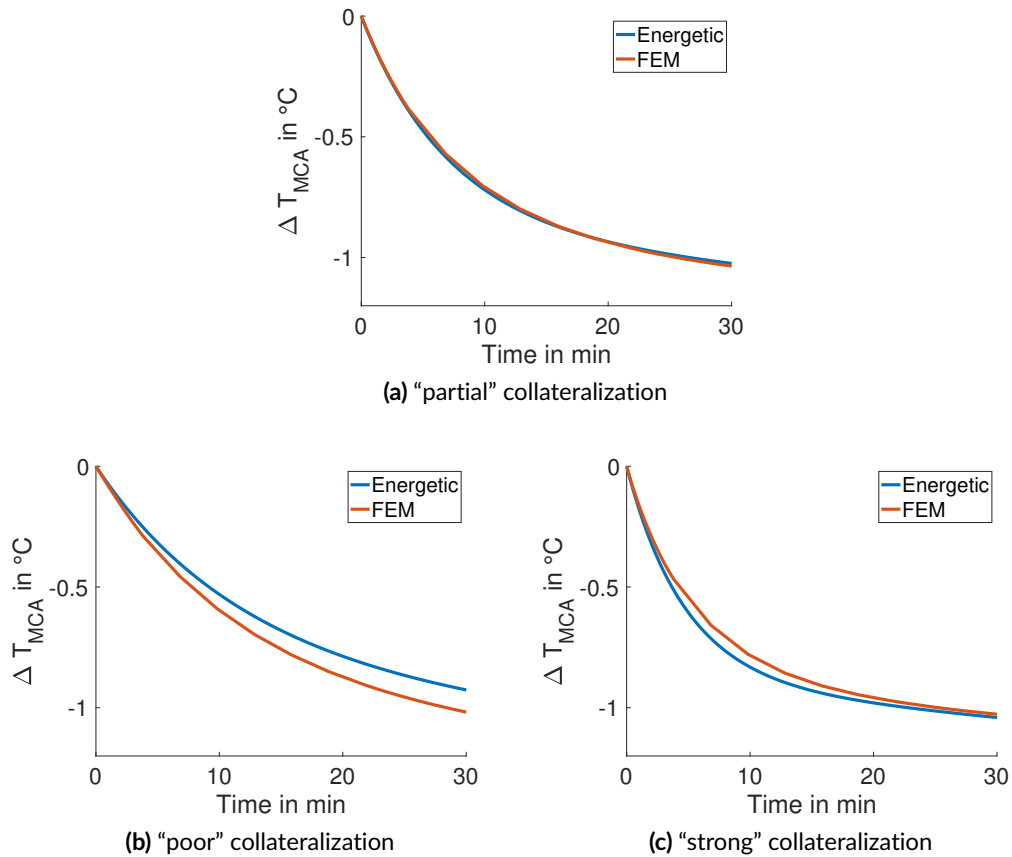 0
-0.5
-1
Δ T_MCA in °C
Energetic
FEM
0 10 20 30
Time in min
(a) “partial” collateralization
0
-0.5
-1
Δ T_MCA in °C
Energetic
FEM
0 10 20 30
Time in min
(b) “poor” collateralization
0
-0.5
-1
Δ T_MCA in °C
Energetic
FEM
0 10 20 30
Time in min
(c) “strong” collateralization